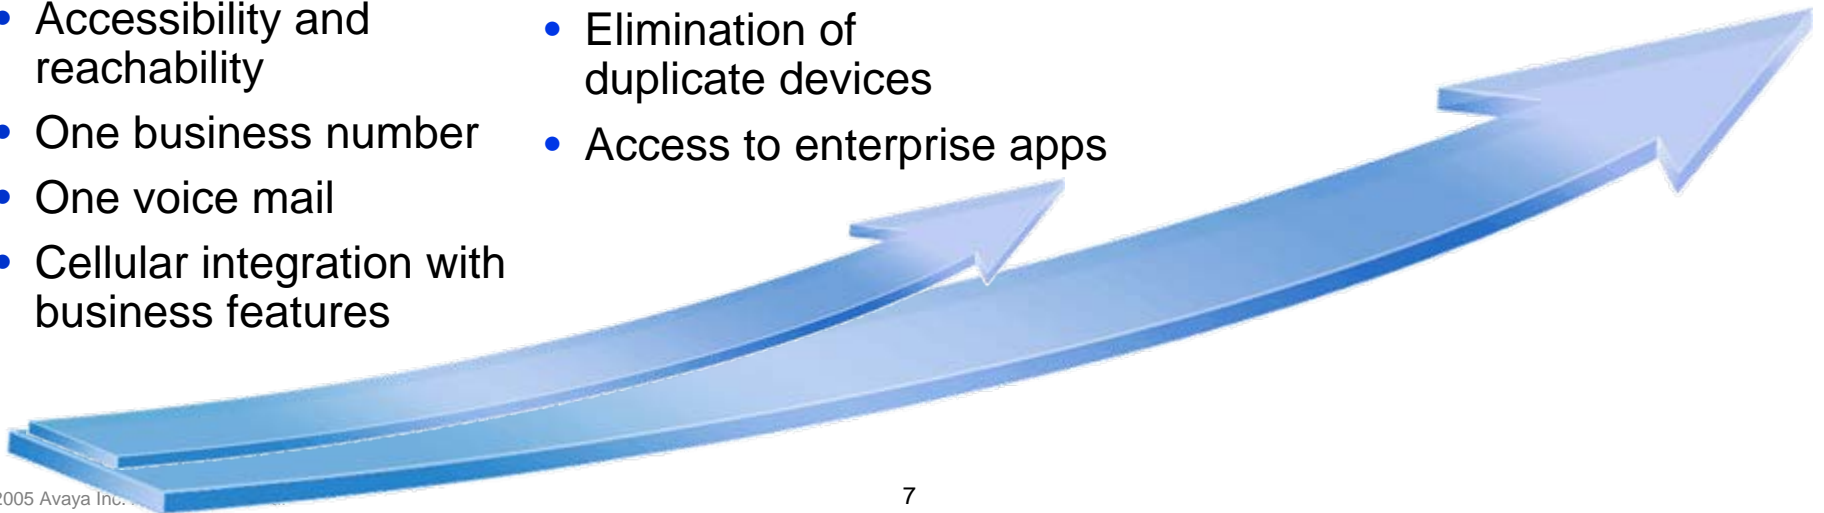 • Accessibility and
reachability
• One business number
• One voice mail
• Cellular integration with
business features
• Elimination of
duplicate devices
• Access to enterprise apps
2005 Avaya Inc.
7